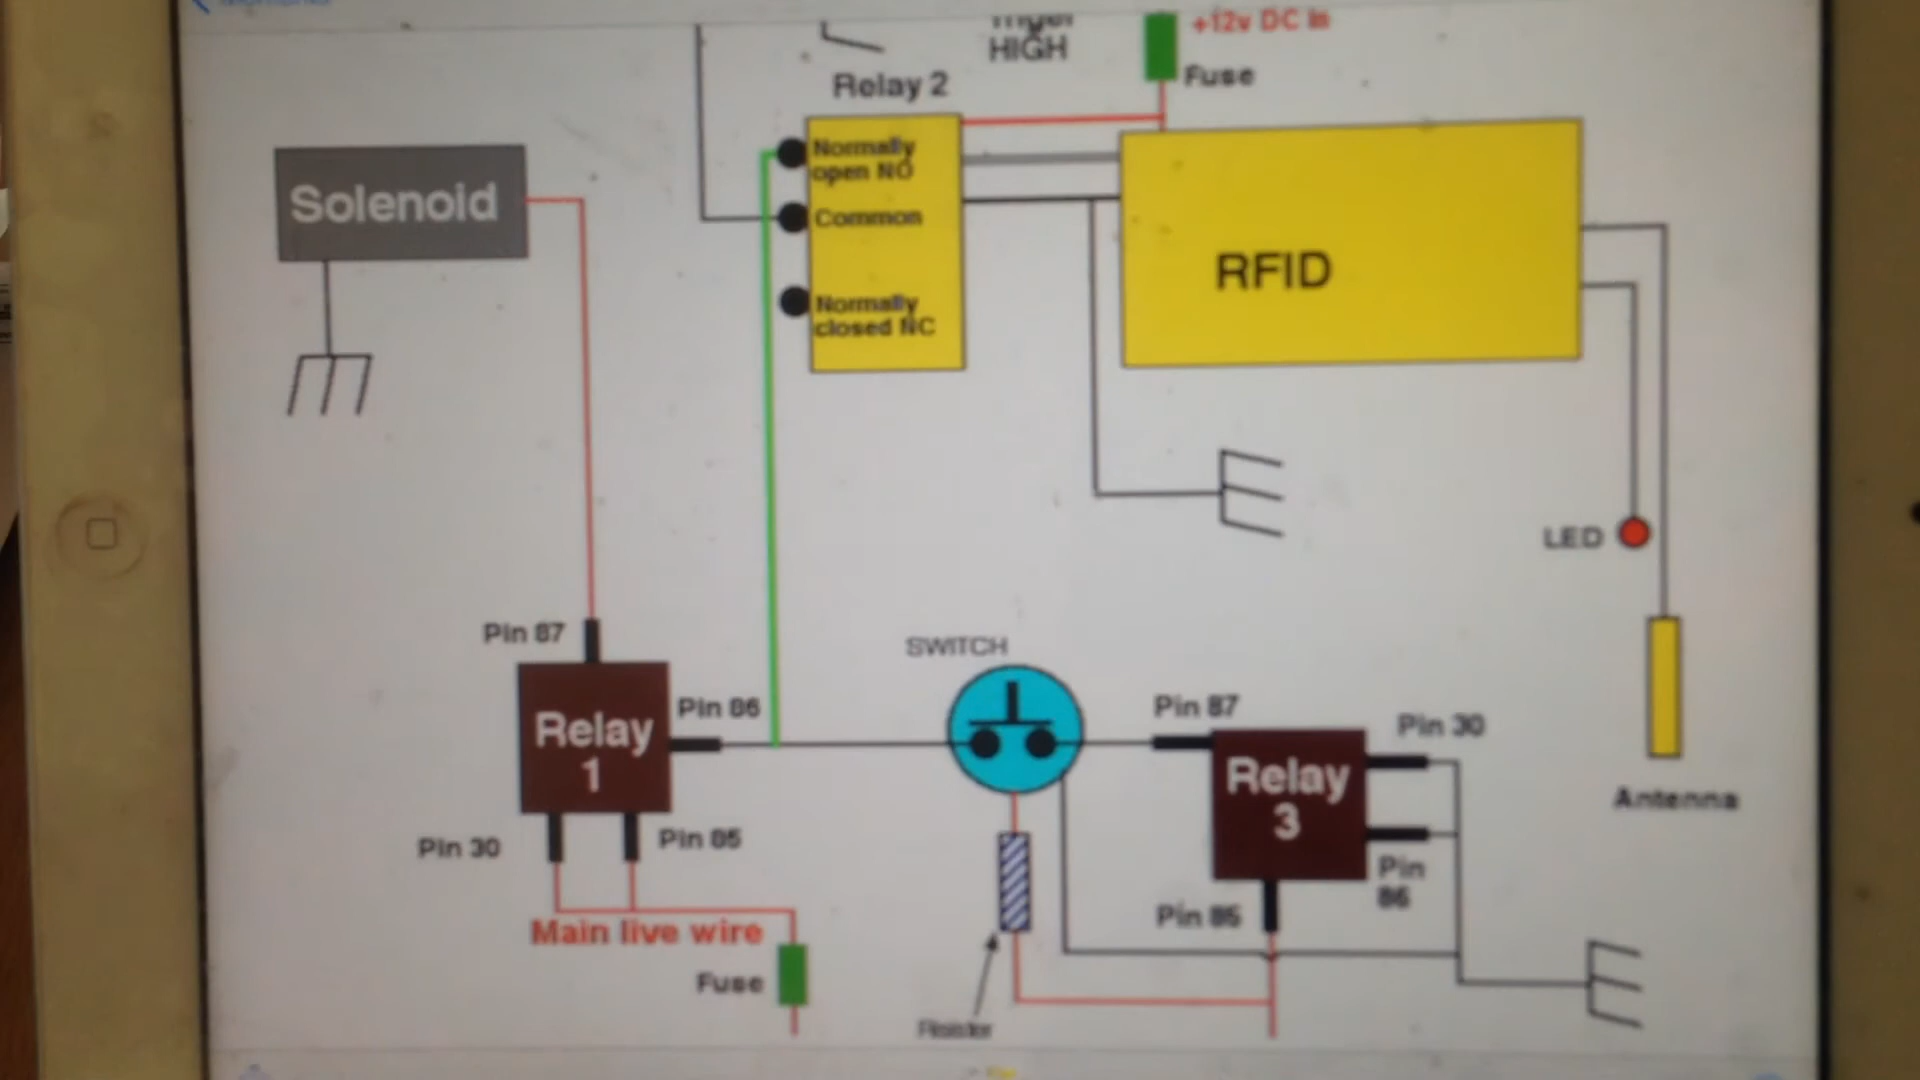 HIGH
+12v DC in
Fuse
Relay 2
Normally
open NO
Common
Normally
closed NC
Solenoid
RFID
LED
Antenna
Pin 87
Relay
1
Pin 86
Pin 30
Pin 85
Main live wire
Fuse
SWITCH
Pin 87
Relay
3
Pin 30
Pin
86
Pin 85